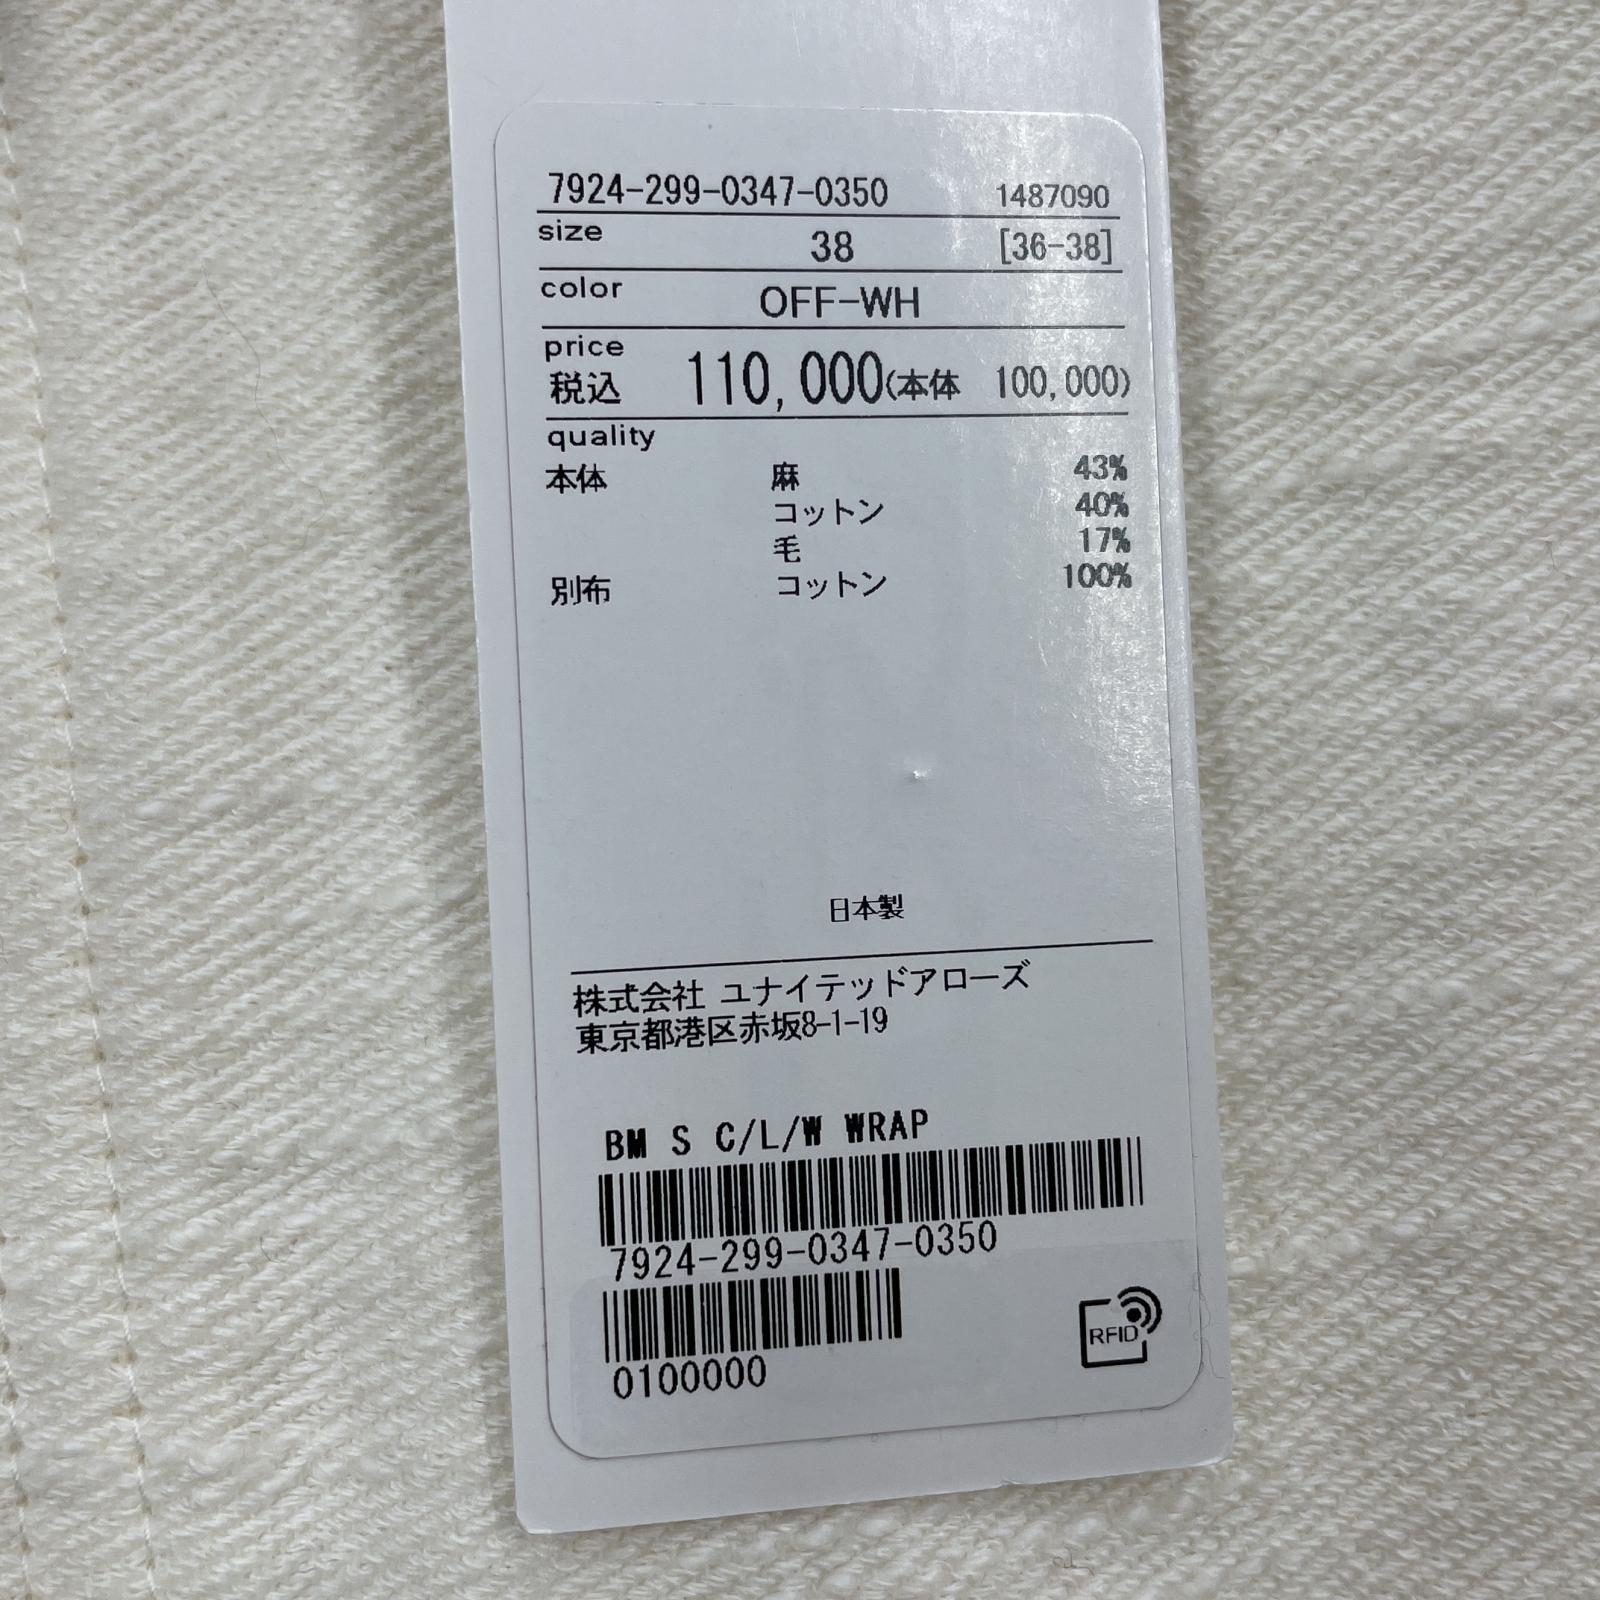 7924-299-0347-0350 1487090
size 38 [36-38]
color OFF-WH
price
税込 110,000(本体 100,000)
quality
本体 麻 43%
コットン 40%
毛 17%
別布 コットン 100%
日本製
株式会社 ユナイテッドアローズ
東京都港区赤坂8-1-19
BM S C/L/W WRAP
7924-299-0347-0350
0100000
RFID